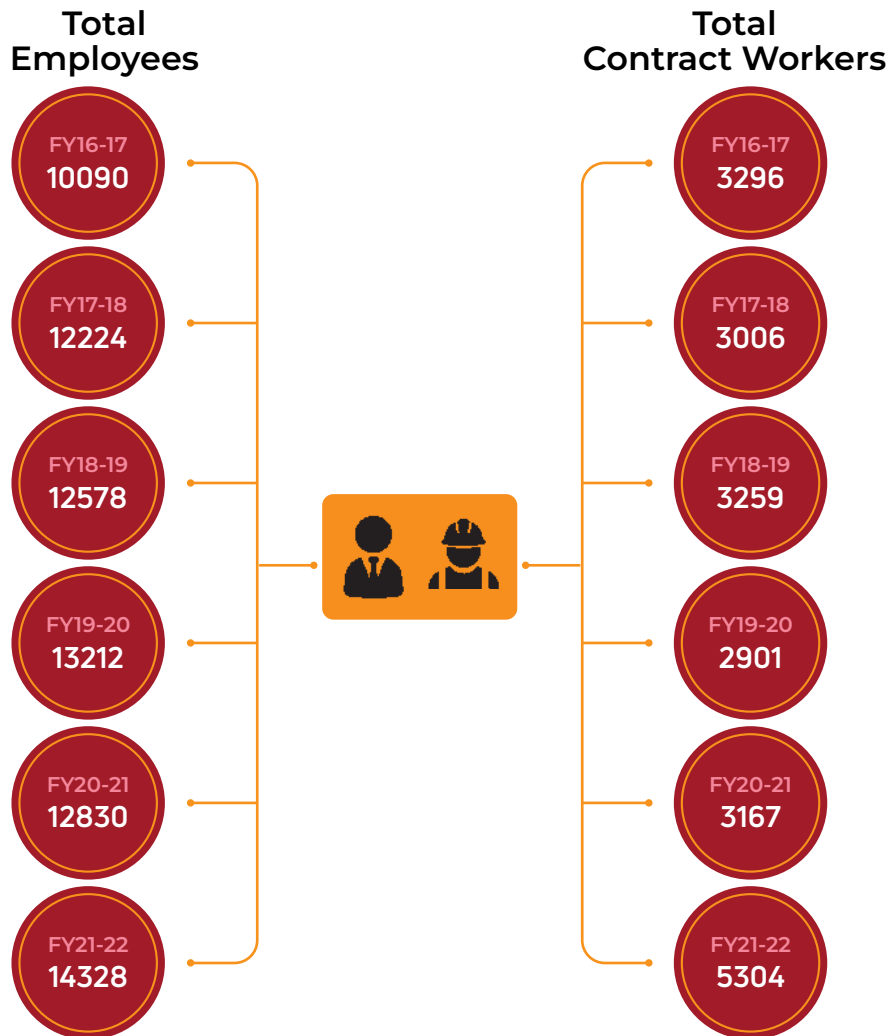 Total
Employees
FY16-17
10090
FY17-18
12224
FY18-19
12578
FY19-20
13212
FY20-21
12830
FY21-22
14328
Total
Contract Workers
FY16-17
3296
FY17-18
3006
FY18-19
3259
FY19-20
2901
FY20-21
3167
FY21-22
5304